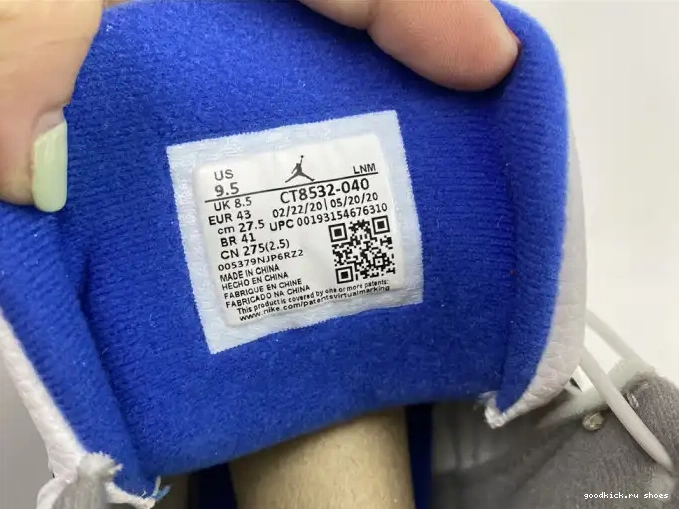 US LNM
9.5
UK 8.5 CT8532-040
EUR 43 02/22/20 | 05/20/20
cm 27.5 UPC 00193154676310
BR 41
CN 275(2.5)
005379NJP6RZ2
MADE IN CHINA
HECHO EN CHINA
FABRIQUE EN CHINE
FABRICADO NA CHINA
This product is covered by one or more patents:
www.nike.com/patentsvirtualmarking
goodkick.ru shoes